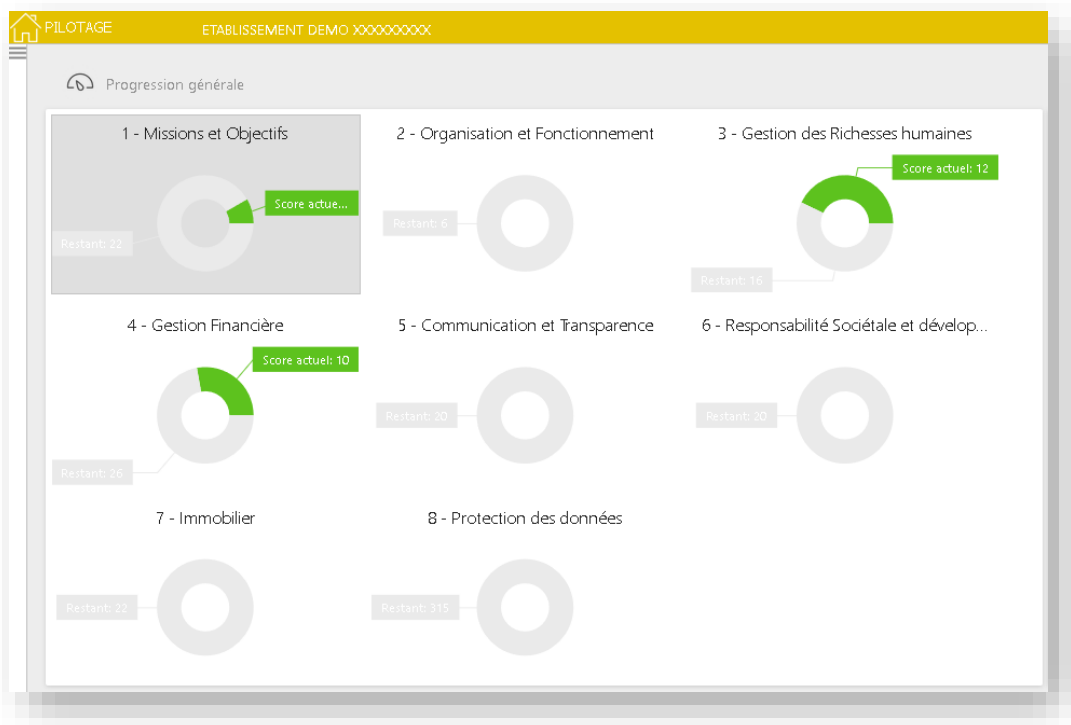 PILOTAGE
ETABLISSEMENT DEMO XXXXXXXXXX
Progression générale
1 - Missions et Objectifs
2 - Organisation et Fonctionnement
3 - Gestion des Richesses humaines
Score actuel: 12
Score actue...
Restant: 22
Restant: 6
Restant: 16
4 - Gestion Financière
5 - Communication et Transparence
6 - Responsabilité Sociétale et dévelop...
Score actuel: 10
Restant: 26
Restant: 20
Restant: 20
7 - Immobilier
8 - Protection des données
Restant: 22
Restant: 315